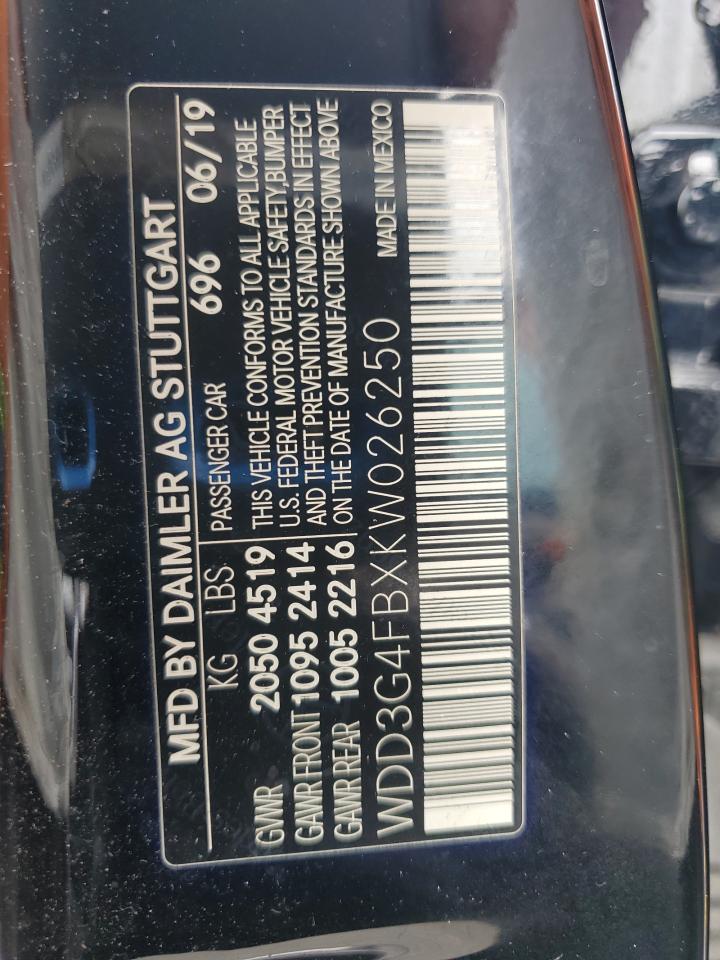 MFD BY DAIMLER AG STUTTGART
KG LBS PASSENGER CAR 696 06/19
GVWR 2050 4519 THIS VEHICLE CONFORMS TO ALL APPLICABLE
U.S. FEDERAL MOTOR VEHICLE SAFETY,BUMPER
GAWR FRONT 1095 2414 AND THEFT PREVENTION STANDARDS IN EFFECT
GAWR REAR 1005 2216 ON THE DATE OF MANUFACTURE SHOWN ABOVE
WDD3G4FBXKW026250 MADE IN MEXICO